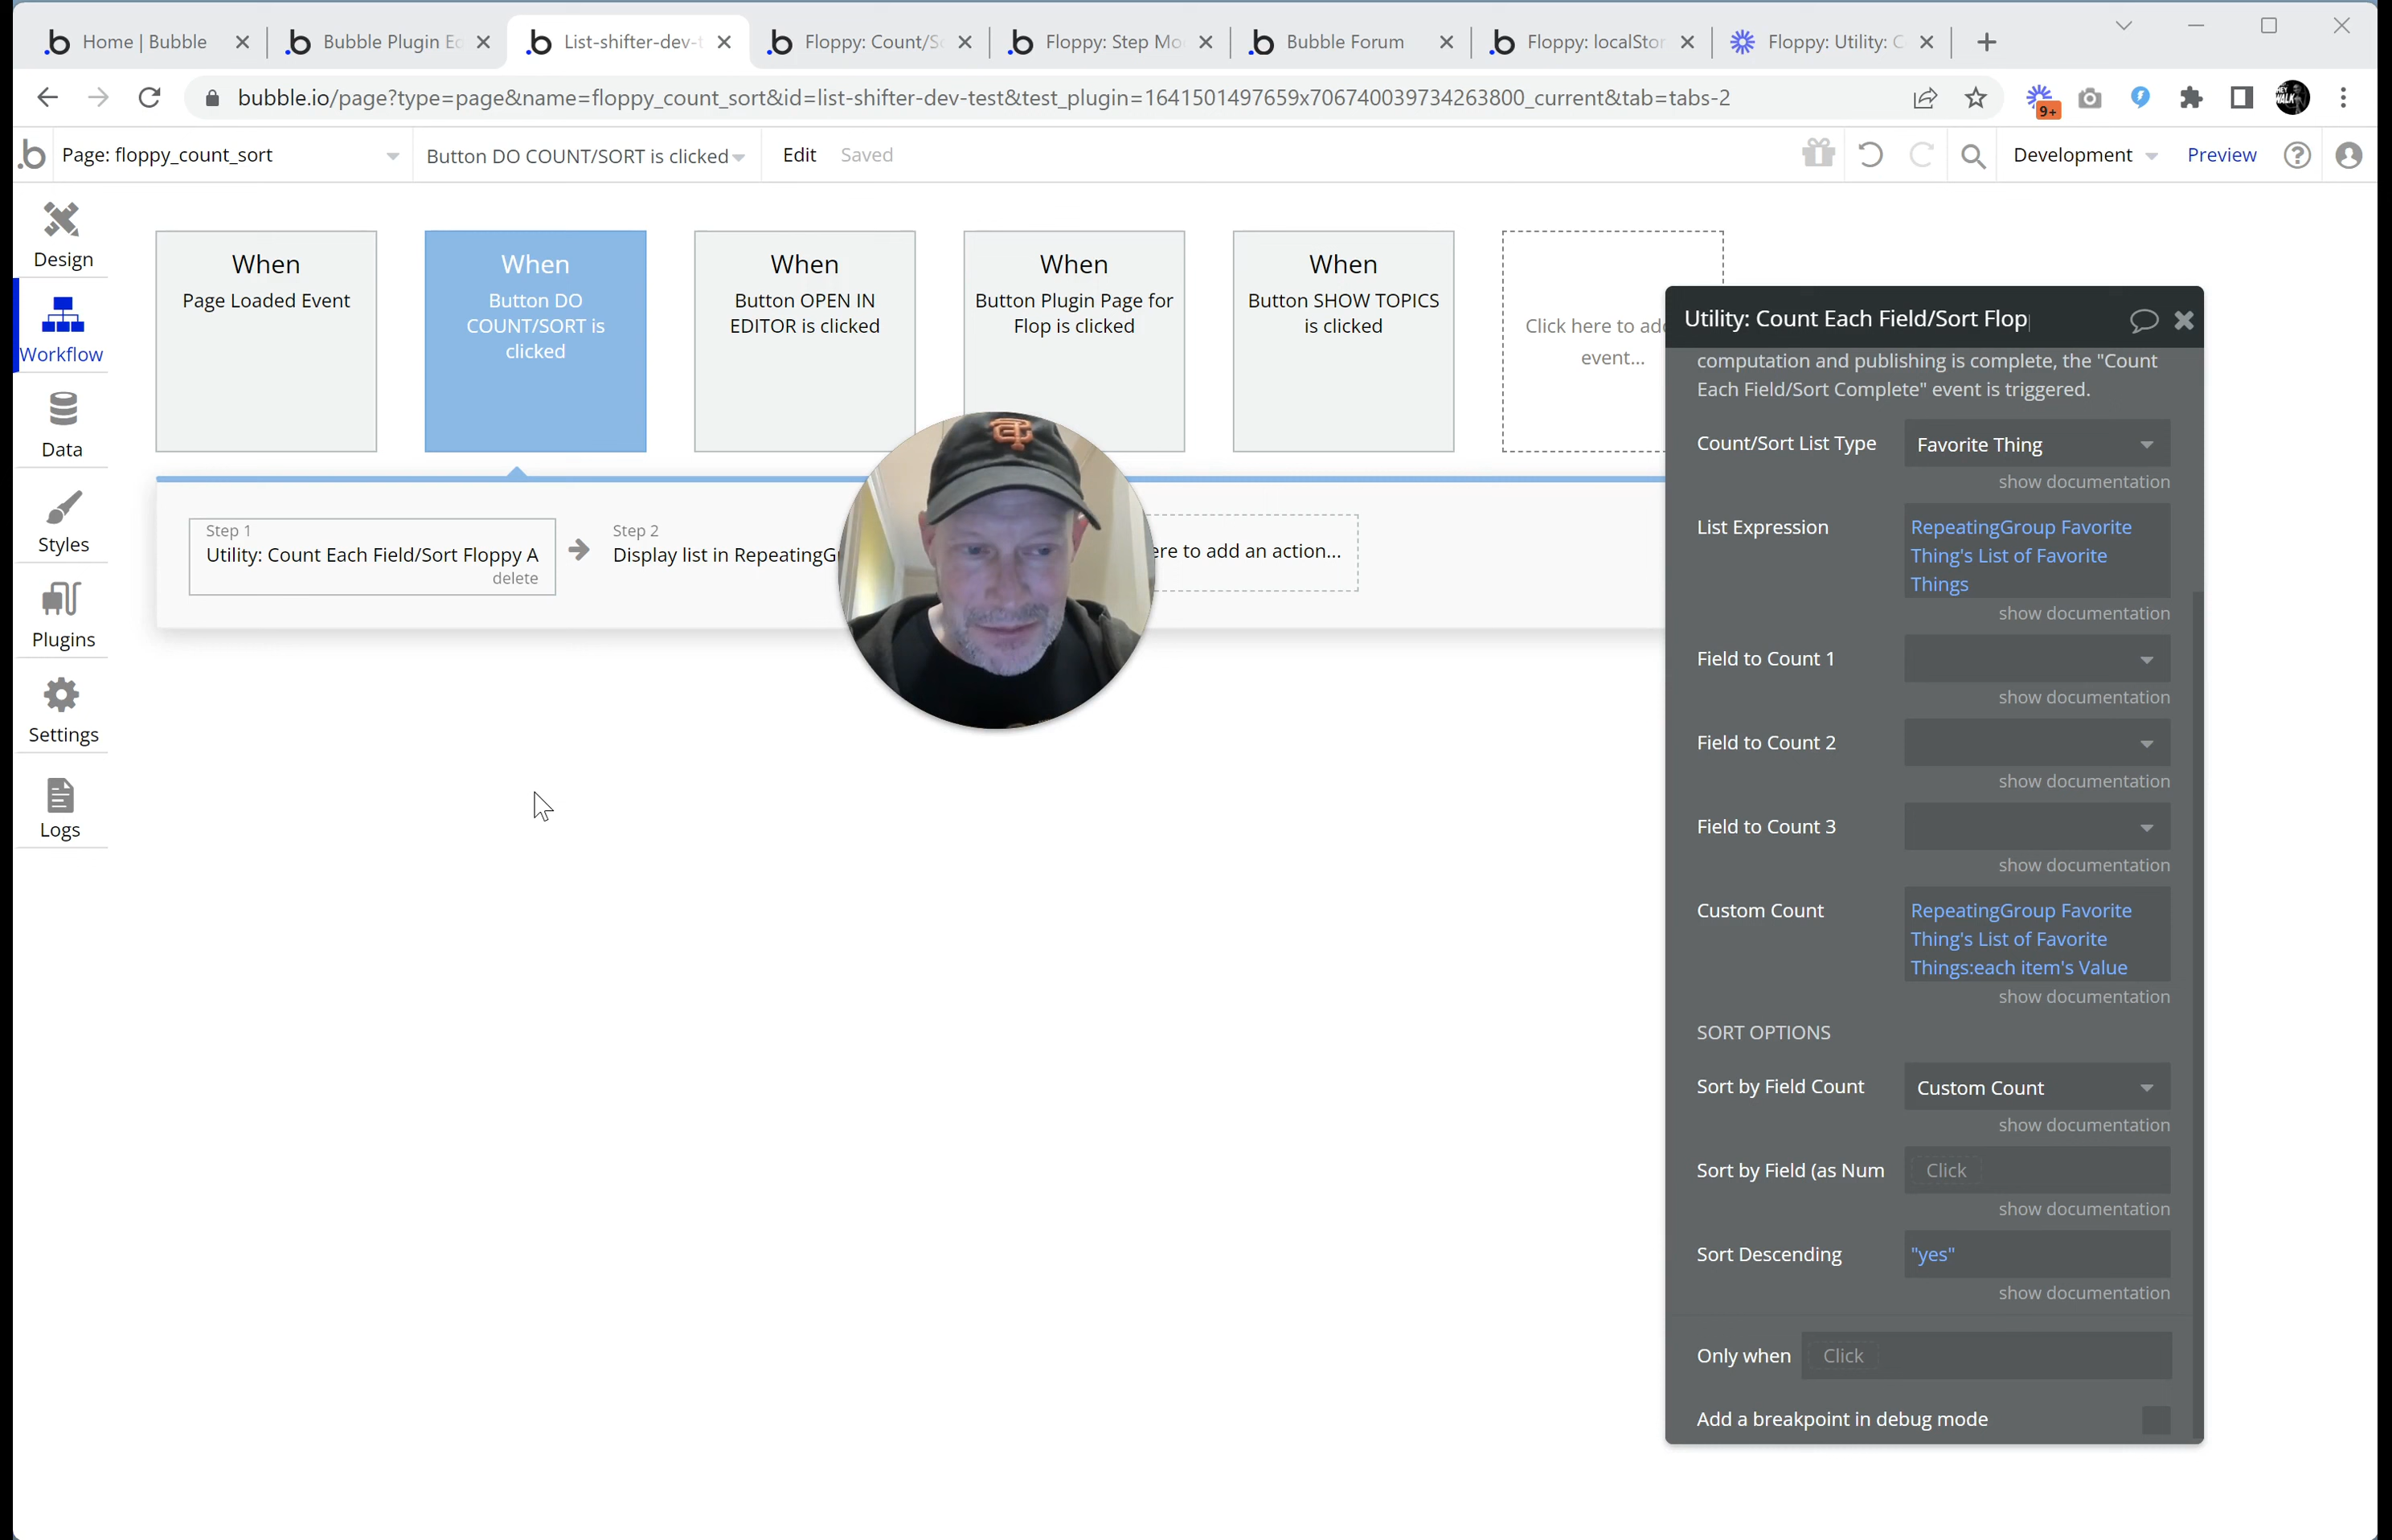 Home | Bubble
Bubble Plugin Ec
List-shifter-dev-t
Floppy: Count/So
Floppy: Step Mo
Bubble Forum
Floppy: localStor
Floppy: Utility: C
bubble.io/page?type=page&name=floppy_count_sort&id=list-shifter-dev-test&test_plugin=1641501497659x706740039734263800_current&tab=tabs-2
9+
Page: floppy_count_sort
Button DO COUNT/SORT is clicked
Edit
Saved
Development
Preview
Design
Workflow
Data
Styles
Plugins
Settings
Logs
When
Page Loaded Event
When
Button DO
COUNT/SORT is
clicked
When
Button OPEN IN
EDITOR is clicked
When
Button Plugin Page for
Flop is clicked
When
Button SHOW TOPICS
is clicked
Click here to add
event...
Step 1
Utility: Count Each Field/Sort Floppy A
delete
Step 2
Display list in RepeatingGr
ere to add an action...
Utility: Count Each Field/Sort Flop
computation and publishing is complete, the "Count
Each Field/Sort Complete" event is triggered.
Count/Sort List Type
Favorite Thing
show documentation
List Expression
RepeatingGroup Favorite
Thing's List of Favorite
Things
show documentation
Field to Count 1
show documentation
Field to Count 2
show documentation
Field to Count 3
show documentation
Custom Count
RepeatingGroup Favorite
Thing's List of Favorite
Things:each item's Value
show documentation
SORT OPTIONS
Sort by Field Count
Custom Count
show documentation
Sort by Field (as Num
Click
show documentation
Sort Descending
"yes"
show documentation
Only when
Click
Add a breakpoint in debug mode